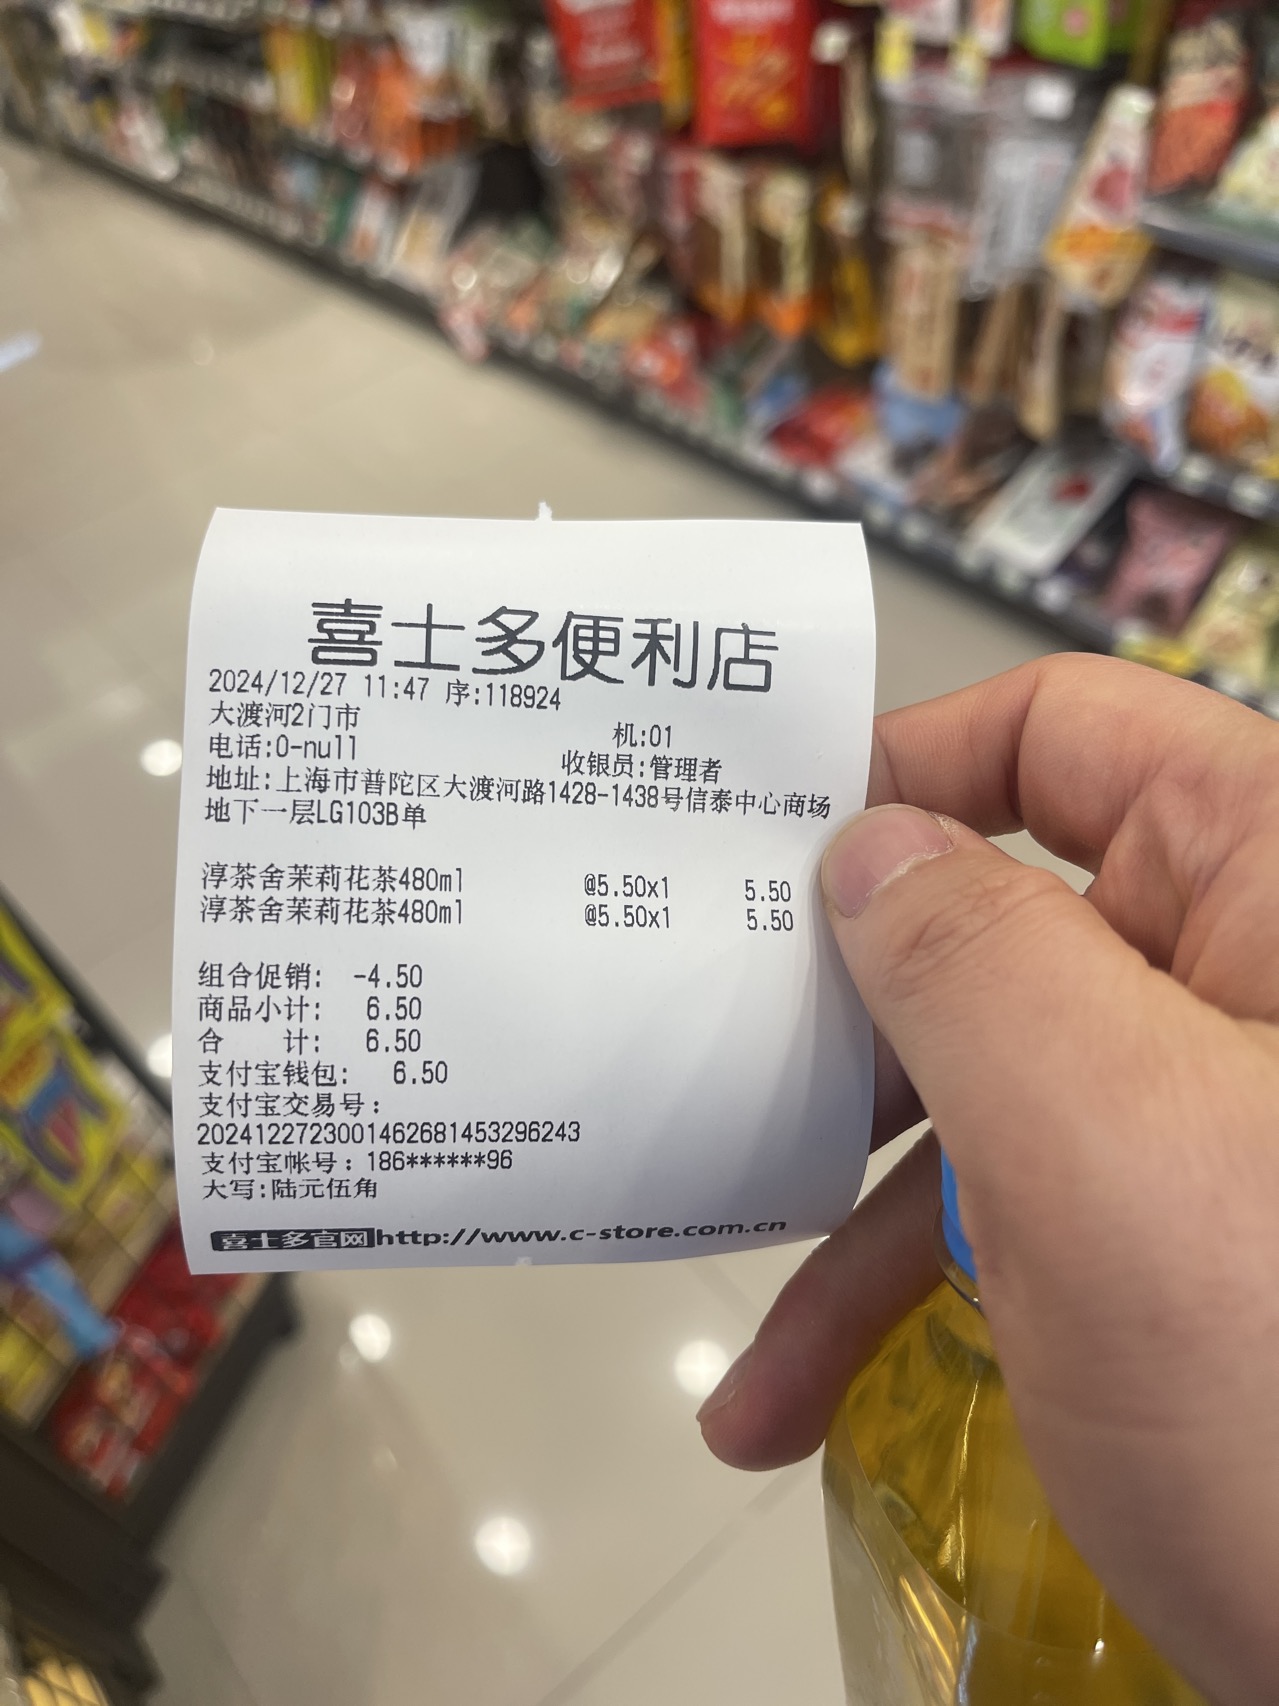 喜士多便利店
2024/12/27 11:47 序:118924
大渡河2门市 机:01
电话:0-null 收银员:管理者
地址:上海市普陀区大渡河路1428-1438号信泰中心商场
地下一层LG103B单
淳茶舍茉莉花茶480ml @5.50x1 5.50
淳茶舍茉莉花茶480ml @5.50x1 5.50
组合促销: -4.50
商品小计: 6.50
合 计: 6.50
支付宝钱包: 6.50
支付宝交易号:
2024122723001462681453296243
支付宝帐号:186******96
大写:陆元伍角
喜士多官网http://www.c-store.com.cn